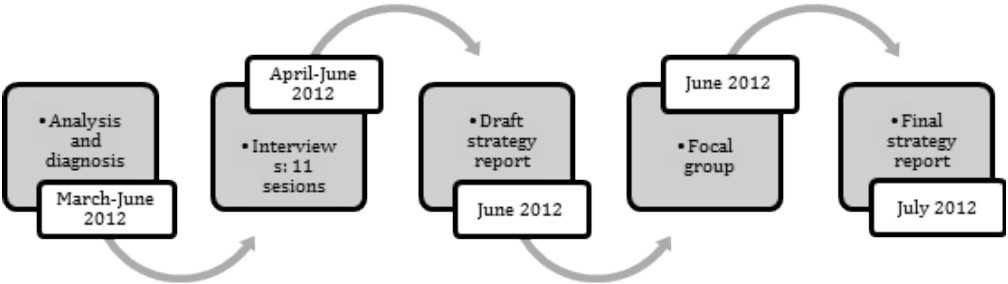 • Analysis
and
diagnosis
March-June
2012
April-June
2012
• Interview
s: 11
sesions
• Draft
strategy
report
June 2012
June 2012
• Focal
group
• Final
strategy
report
July 2012